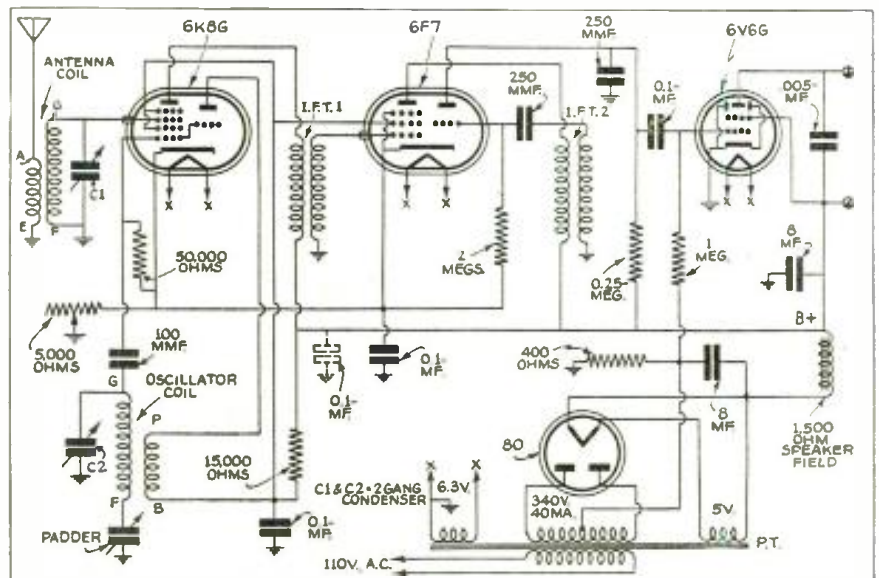 6K8G
6F7
250
MMF.
6V6G
ANTENNA
COIL
G
A
E
F
C1
X X
I.F.T. 1
250
MMF.
X X
I.F.T. 2
0.1-
MF.
.005-
MF.
X X
50,000
OHMS
2
MEGS.
0.25-
MEG.
1
MEG.
8
MF.
5,000
OHMS
100
MMF.
G
OSCILLATOR
COIL
P
C2
F
B
PADDER
15,000
OHMS
0.1-
MF.
0.1-
MF.
0.1-
MF.
400
OHMS
8
MF
B+
1,500
OHM
SPEAKER
FIELD
80
C1 & C2 = 2 GANG
CONDENSER
X X
6.3V.
340V.
40MA.
5V.
P.T.
110V. A.C.